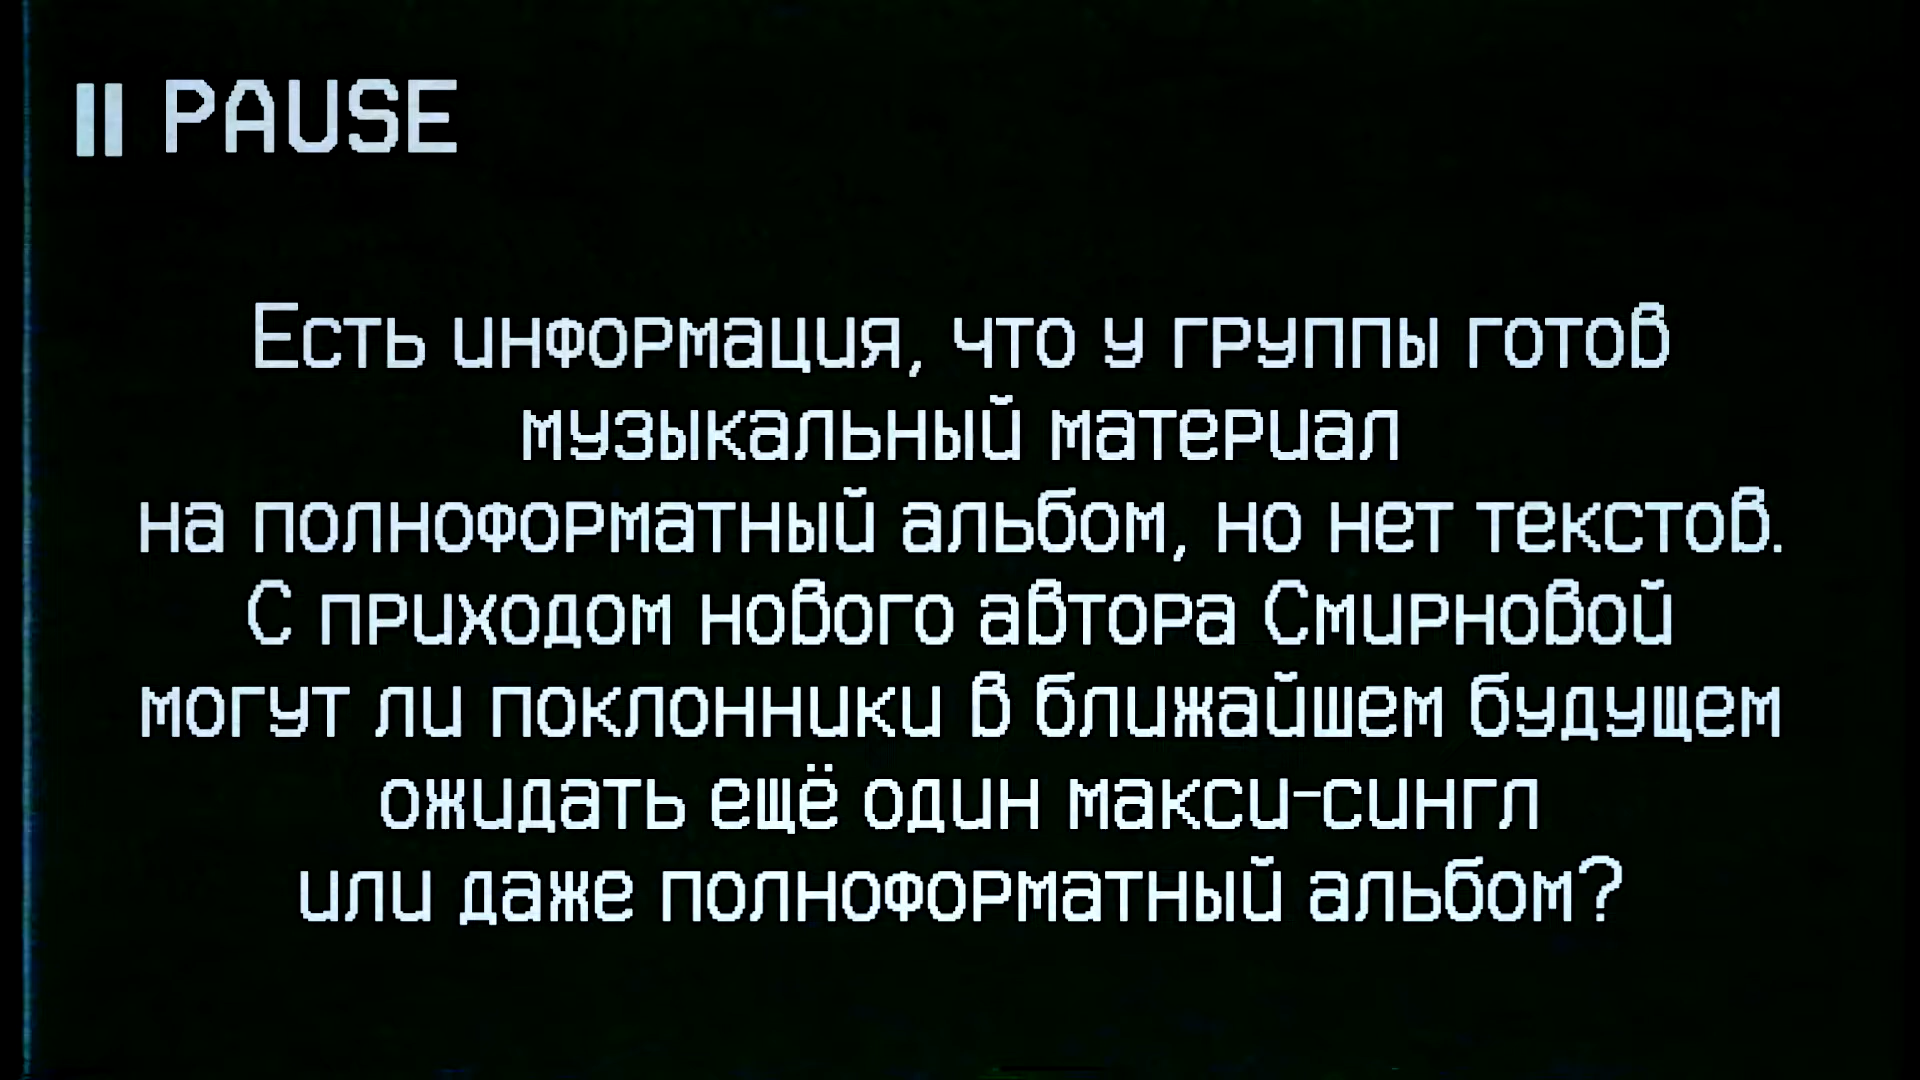 PAUSE
Есть информация, что у группы готов
музыкальный материал
на полноформатный альбом, но нет текстов.
С приходом нового автора Смирновой
могут ли поклонники в ближайшем будущем
ожидать ещё один макси-сингл
или даже полноформатный альбом?